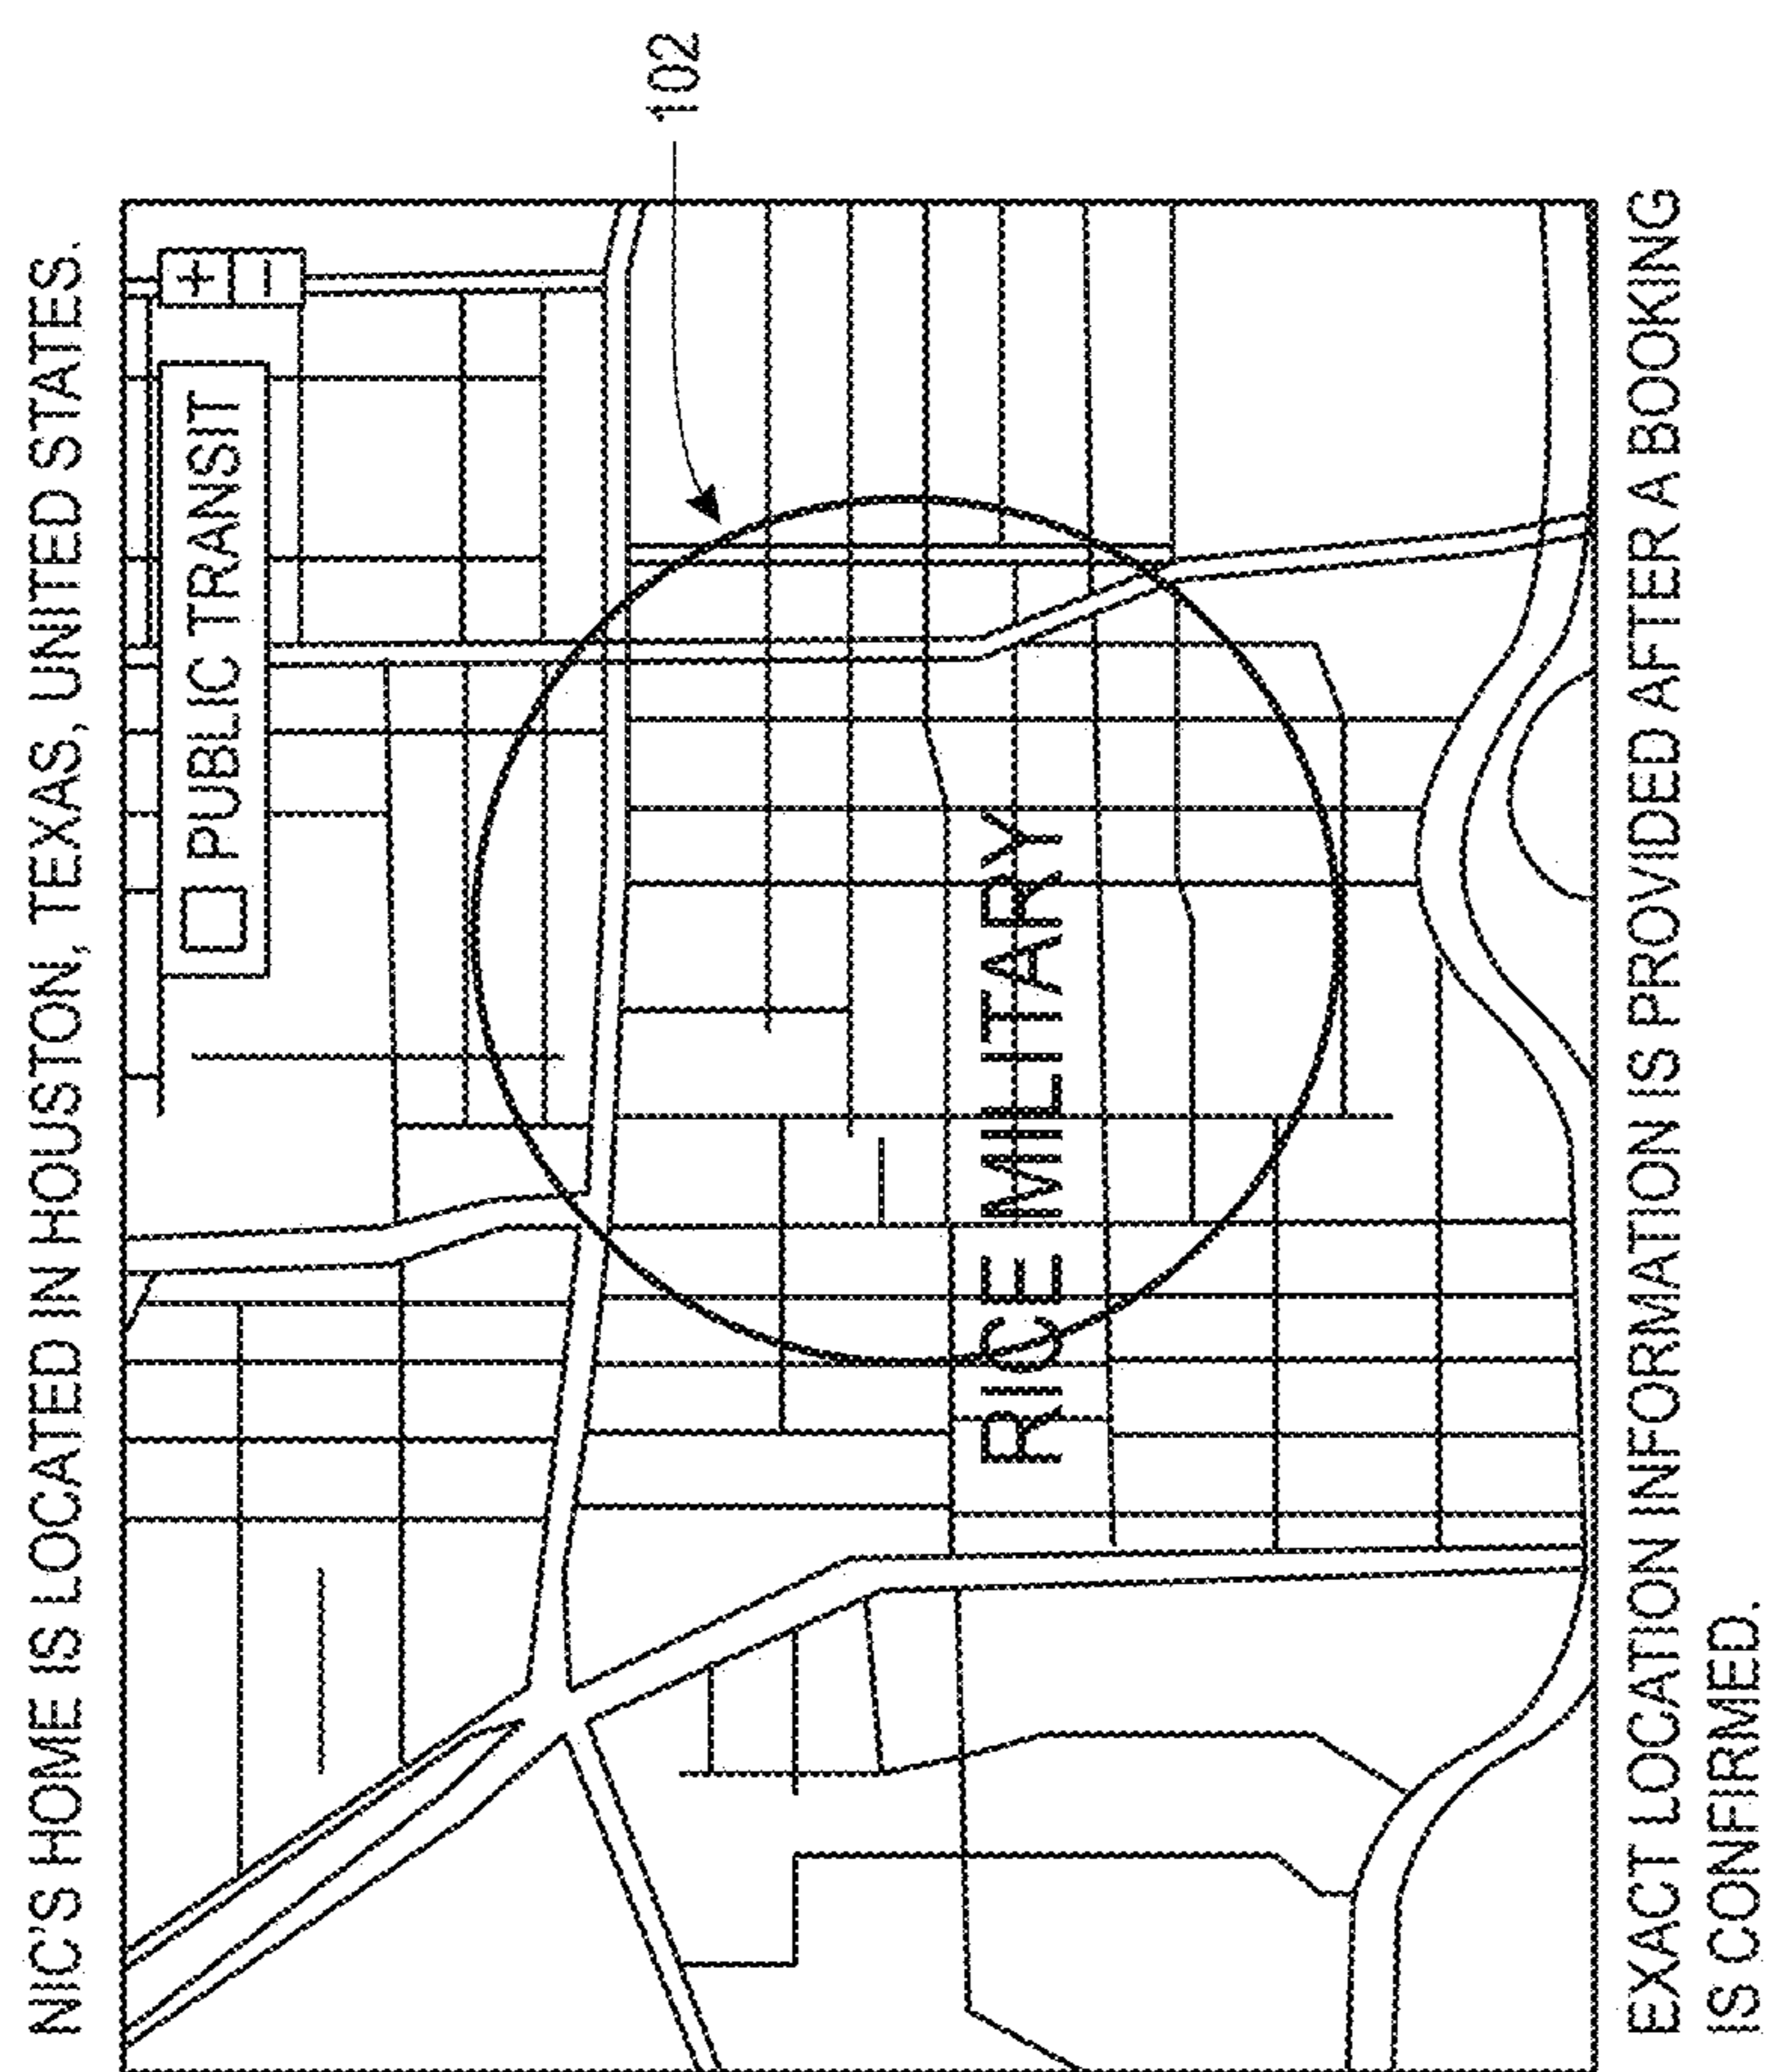 NIC'S HOME IS LOCATED IN HOUSTON, TEXAS, UNITED STATES.
PUBLIC TRANSIT
+
−
102
RICE MILITARY
EXACT LOCATION INFORMATION IS PROVIDED AFTER A BOOKING
IS CONFIRMED.